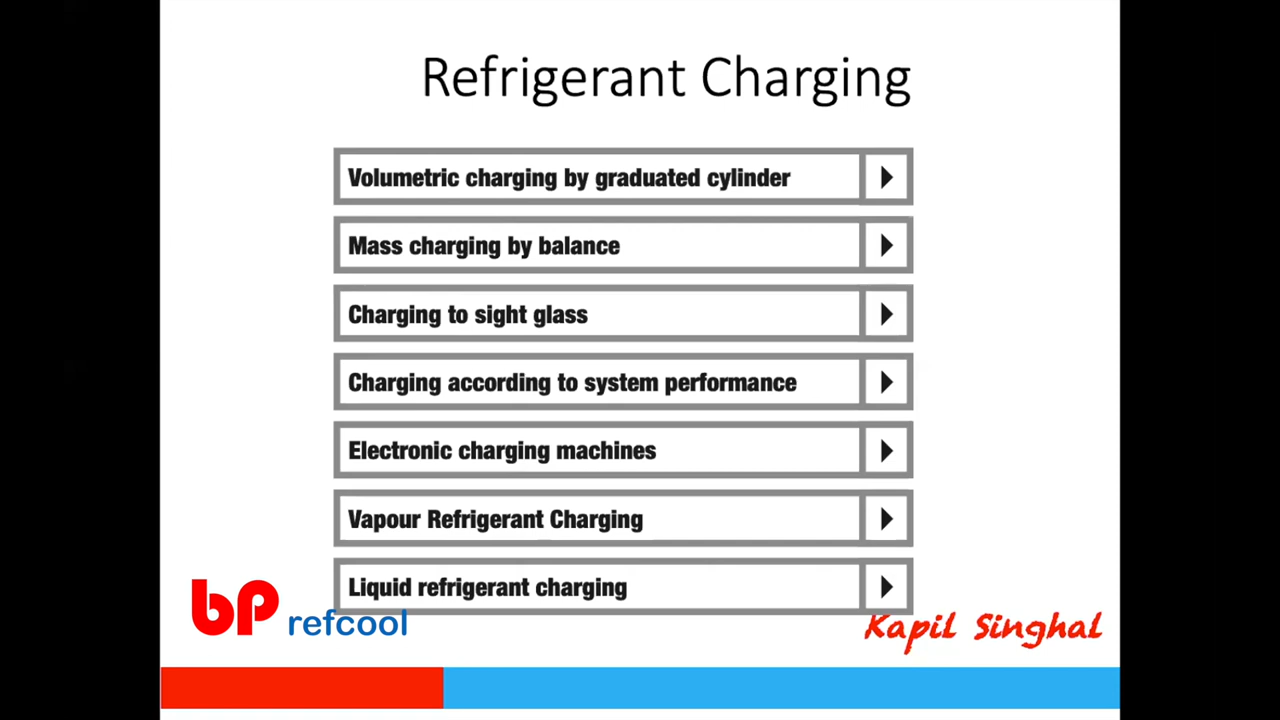 Refrigerant Charging
Volumetric charging by graduated cylinder
Mass charging by balance
Charging to sight glass
Charging according to system performance
Electronic charging machines
Vapour Refrigerant Charging
Liquid refrigerant charging
bp refcool
Kapil Singhal